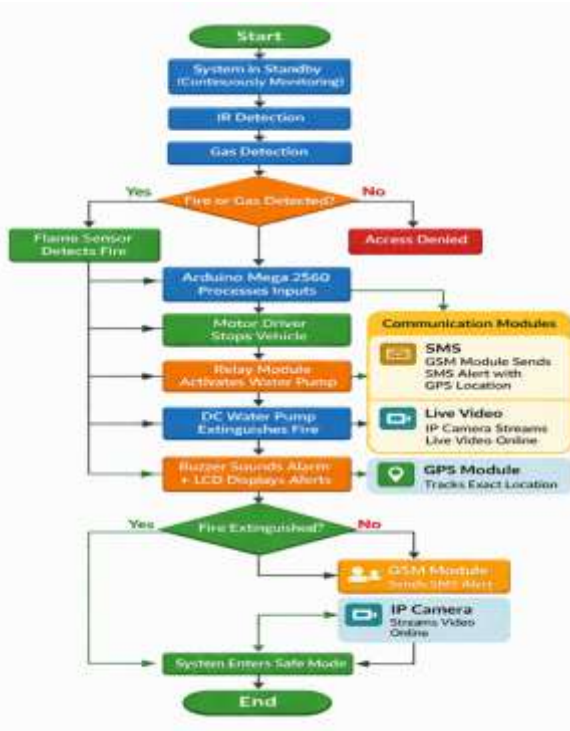 Start
System in Standby
(Continuously Monitoring)
IR Detection
Gas Detection
Yes
Fire or Gas Detected?
No
Flame Sensor
Detects Fire
Access Denied
Arduino Mega 2560
Processes Inputs
Motor Driver
Stops Vehicle
Relay Module
Activates Water Pump
DC Water Pump
Extinguishes Fire
Buzzer Sounds Alarm
+ LCD Displays Alerts
Communication Modules
SMS
GSM Module Sends
SMS Alert with
GPS Location
Live Video
IP Camera Streams
Live Video Online
GPS Module
Tracks Exact Location
Yes
Fire Extinguished?
No
GSM Module
Sends SMS Alert
IP Camera
Streams Video
Online
System Enters Safe Mode
End